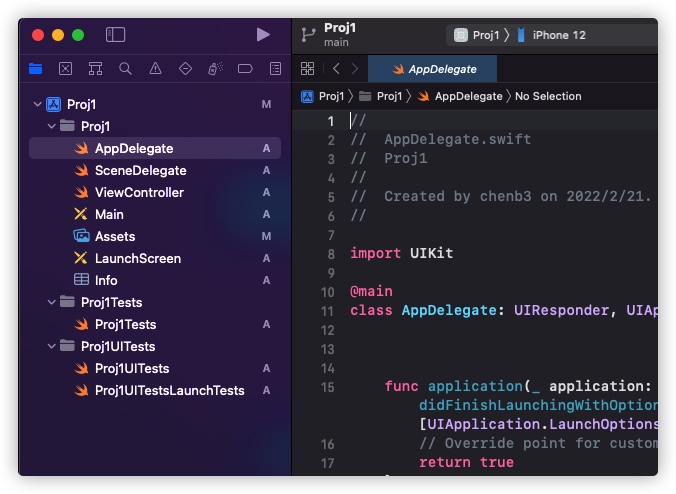 Proj1
main
Proj1 〉 iPhone 12
AppDelegate
Proj1 〉 Proj1 〉 AppDelegate 〉 No Selection
Proj1 M
Proj1
AppDelegate A
SceneDelegate A
ViewController A
Main A
Assets M
LaunchScreen A
Info A
Proj1Tests
Proj1Tests A
Proj1UITests
Proj1UITests A
Proj1UITestsLaunchTests A
1 //
2 //  AppDelegate.swift
3 //  Proj1
4 //
5 //  Created by chenb3 on 2022/2/21.
6 //
7
8 import UIKit
9
10 @main
11 class AppDelegate: UIResponder, UIAp
12
13
14
15 func application(_ application:
didFinishLaunchingWithOption
[UIApplication.LaunchOptions
16 // Override point for custom
17 return true